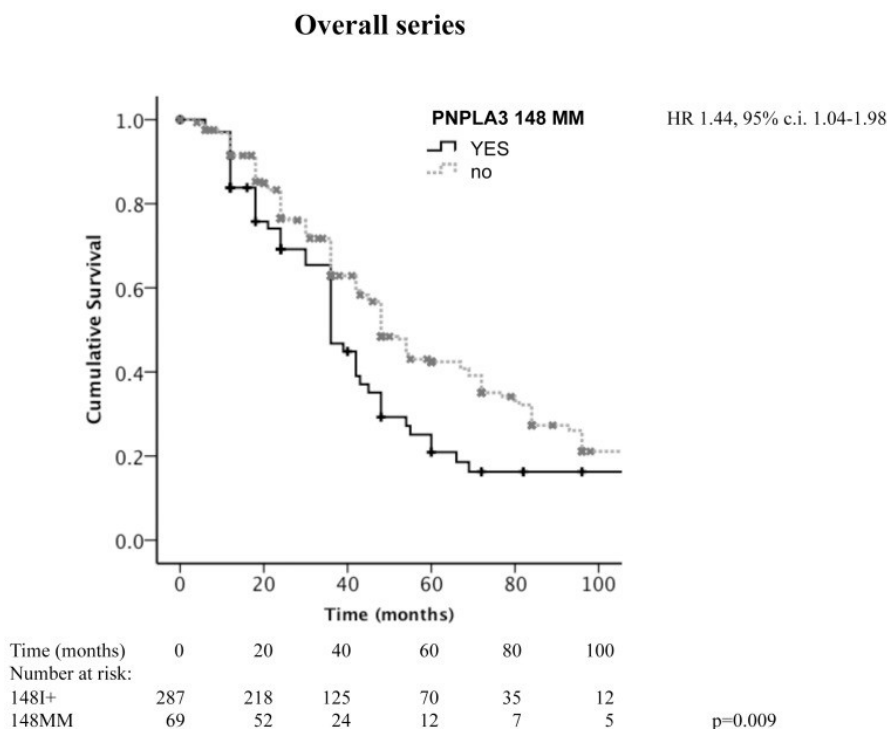 Overall series
PNPLA3 148 MM
YES
no
HR 1.44, 95% c.i. 1.04-1.98
Cumulative Survival
1.0
0.8
0.6
0.4
0.2
0.0
0 20 40 60 80 100
Time (months)
Time (months) 0 20 40 60 80 100
Number at risk:
148I+ 287 218 125 70 35 12
148MM 69 52 24 12 7 5 p=0.009